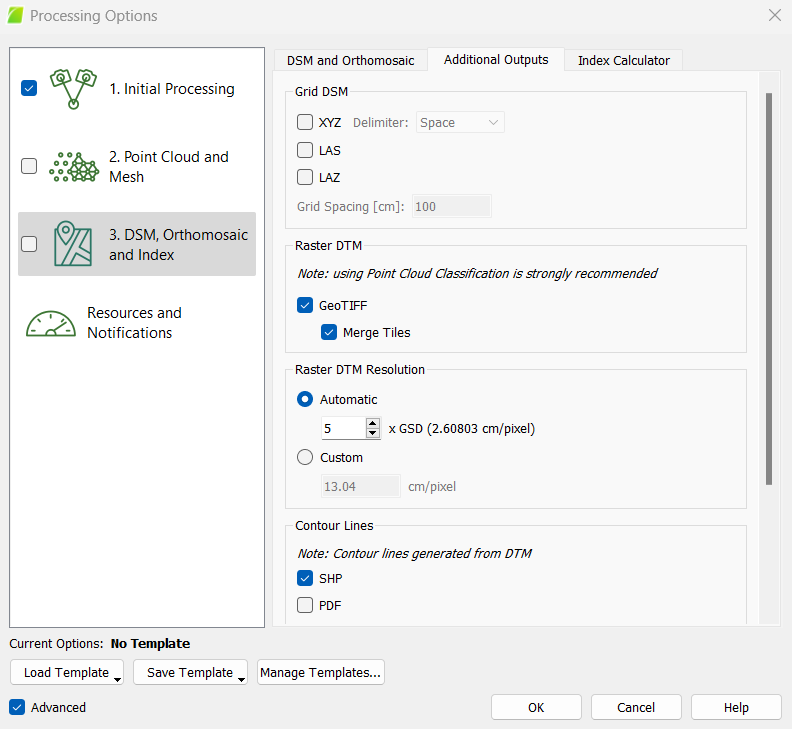 Processing Options
1. Initial Processing
2. Point Cloud and
Mesh
3. DSM, Orthomosaic
and Index
Resources and
Notifications
DSM and Orthomosaic
Additional Outputs
Index Calculator
Grid DSM
XYZ Delimiter: Space
LAS
LAZ
Grid Spacing [cm]: 100
Raster DTM
Note: using Point Cloud Classification is strongly recommended
GeoTIFF
Merge Tiles
Raster DTM Resolution
Automatic
5 x GSD (2.60803 cm/pixel)
Custom
13.04 cm/pixel
Contour Lines
Note: Contour lines generated from DTM
SHP
PDF
Current Options: No Template
Load Template
Save Template
Manage Templates...
Advanced
OK
Cancel
Help